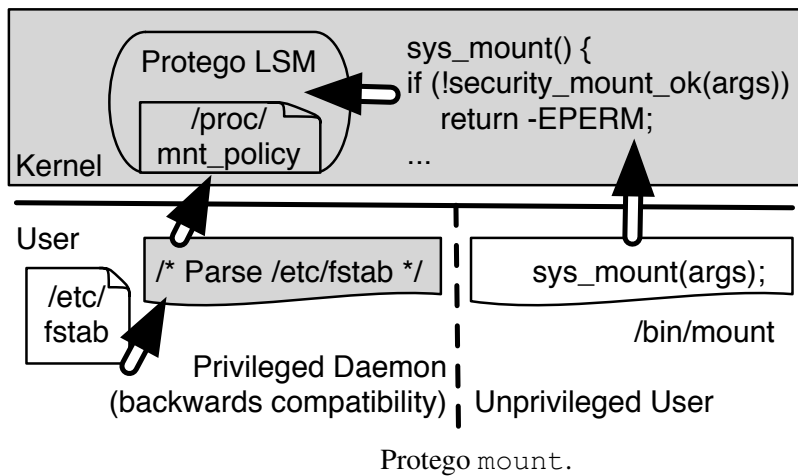 Protego LSM
/proc/
mnt_policy
sys_mount() {
if (!security_mount_ok(args))
return -EPERM;
...
Kernel
User
/etc/
fstab
/* Parse /etc/fstab */
sys_mount(args);
/bin/mount
Privileged Daemon
(backwards compatibility)
Unprivileged User
Protego mount.